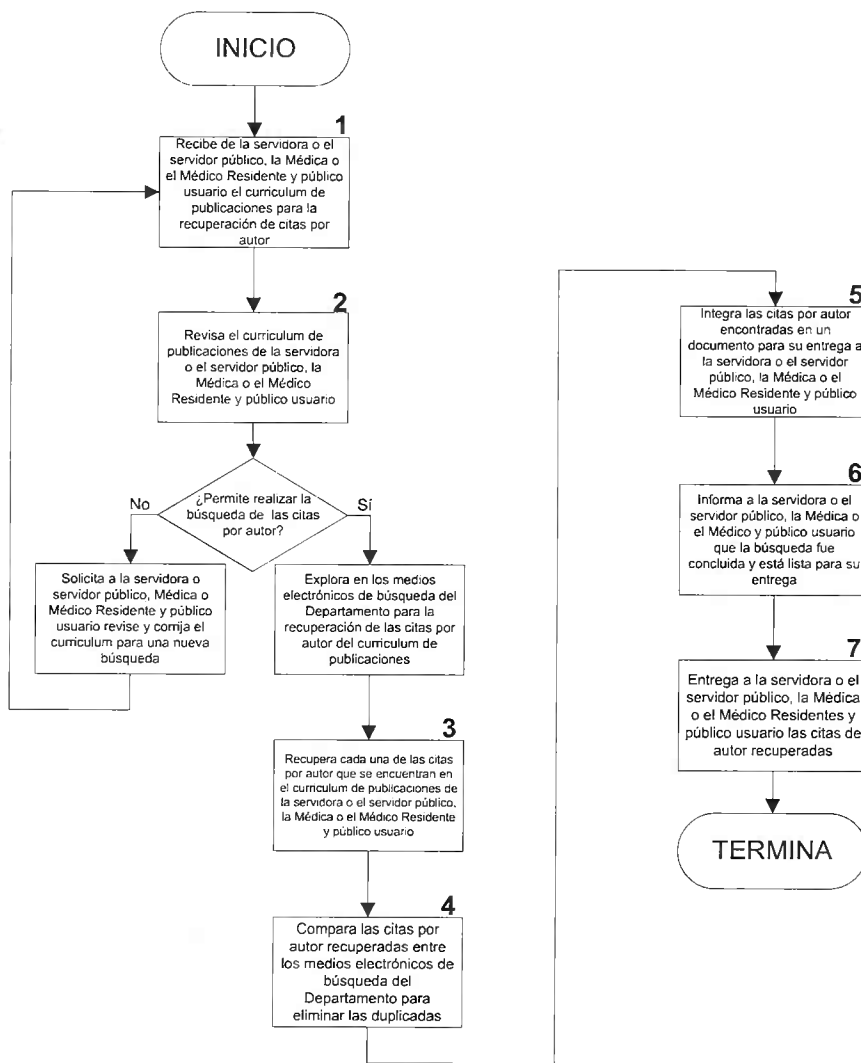 INICIO
1
Recibe de la servidora o el
servidor público, la Médica o
el Médico Residente y público
usuario el curriculum de
publicaciones para la
recuperación de citas por
autor
2
Revisa el curriculum de
publicaciones de la servidora
o el servidor público, la
Médica o el Médico
Residente y público usuario
¿Permite realizar la
búsqueda de las citas
por autor?
No
Sí
Solicita a la servidora o
servidor público, Médica o
Médico Residente y público
usuario revise y corrija el
curriculum para una nueva
búsqueda
Explora en los medios
electrónicos de búsqueda del
Departamento para la
recuperación de las citas por
autor del curriculum de
publicaciones
3
Recupera cada una de las citas
por autor que se encuentran en
el curriculum de publicaciones de
la servidora o el servidor público,
la Médica o el Médico Residente
y público usuario
4
Compara las citas por
autor recuperadas entre
los medios electrónicos de
búsqueda del
Departamento para
eliminar las duplicadas
5
Integra las citas por autor
encontradas en un
documento para su entrega a
la servidora o el servidor
público, la Médica o el
Médico Residente y público
usuario
6
Informa a la servidora o el
servidor público, la Médica o
el Médico y público usuario
que la búsqueda fue
concluida y está lista para su
entrega
7
Entrega a la servidora o el
servidor público, la Médica
o el Médico Residentes y
público usuario las citas de
autor recuperadas
TERMINA